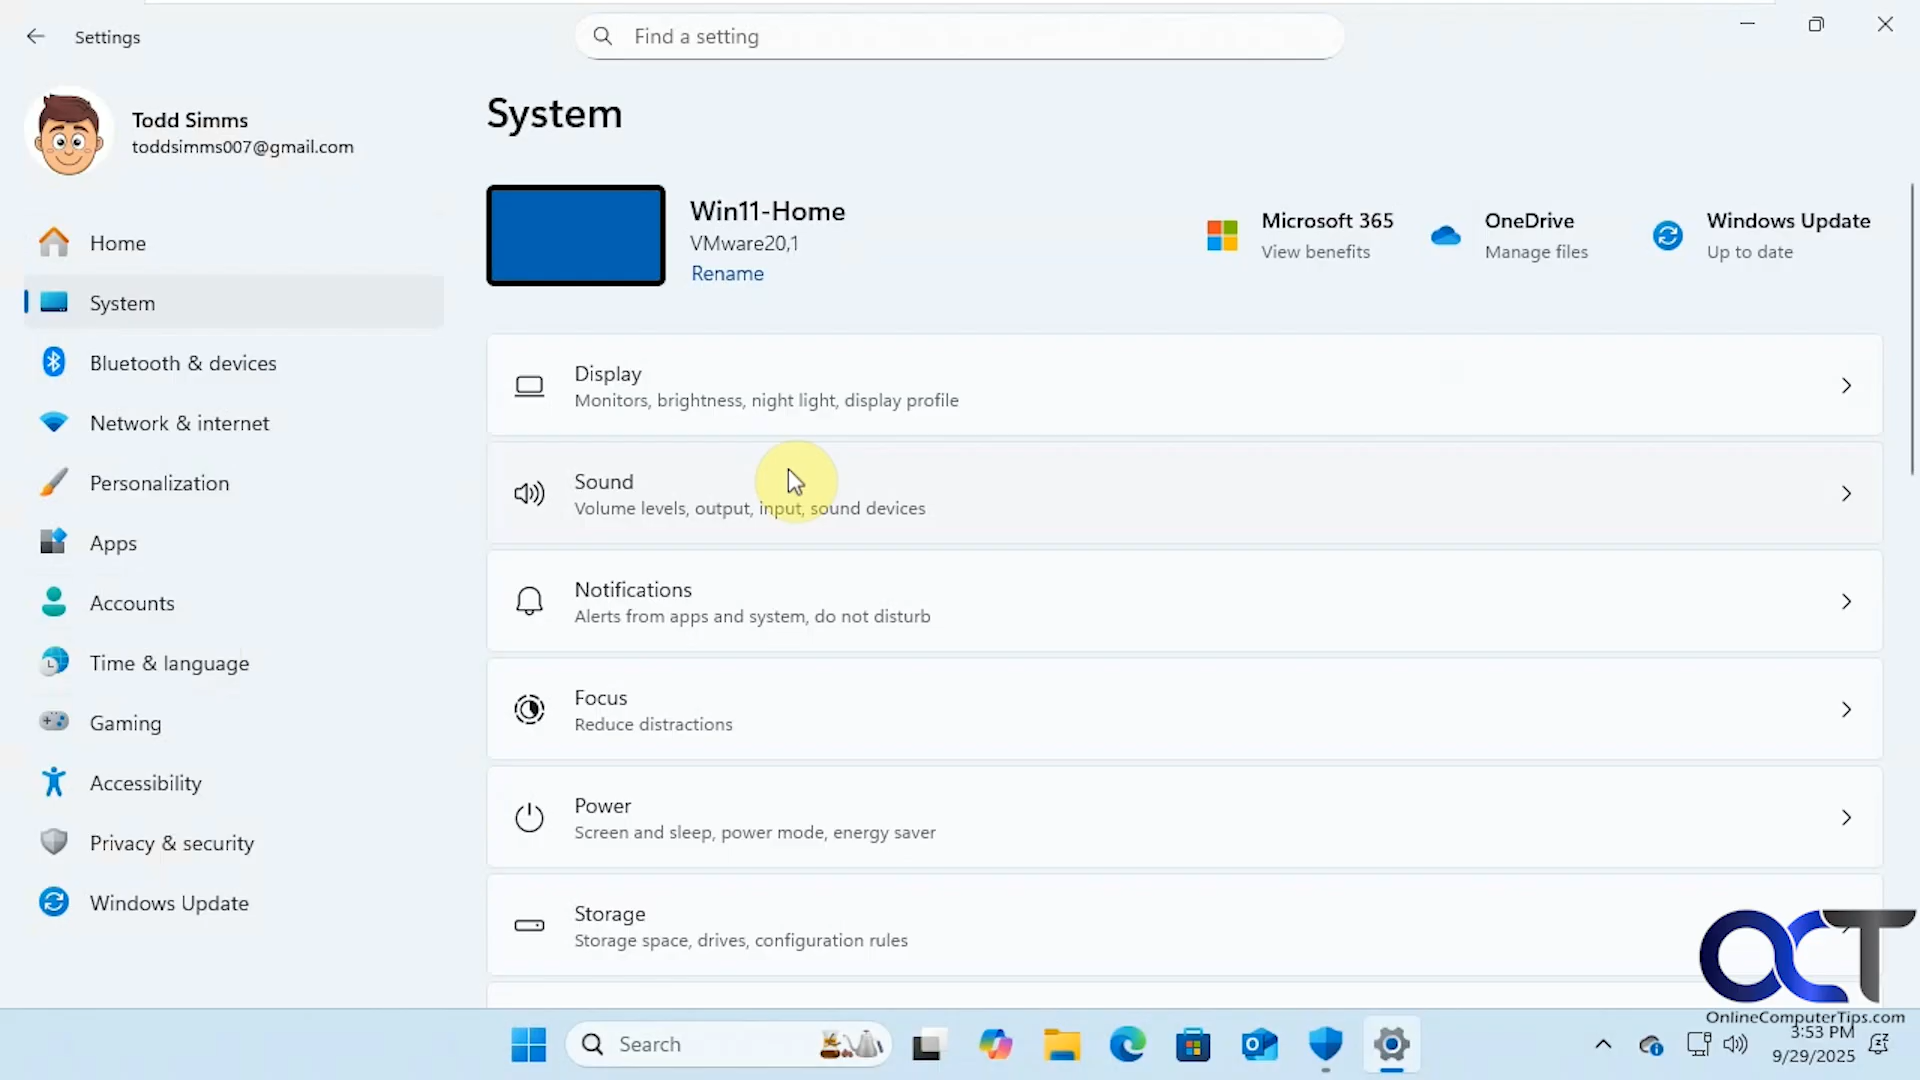 Settings
Find a setting
Todd Simms
toddsimms007@gmail.com
Home
System
Bluetooth & devices
Network & internet
Personalization
Apps
Accounts
Time & language
Gaming
Accessibility
Privacy & security
Windows Update
System
Win11-Home
VMware20,1
Rename
Microsoft 365
View benefits
OneDrive
Manage files
Windows Update
Up to date
Display
Monitors, brightness, night light, display profile
Sound
Volume levels, output, input, sound devices
Notifications
Alerts from apps and system, do not disturb
Focus
Reduce distractions
Power
Screen and sleep, power mode, energy saver
Storage
Storage space, drives, configuration rules
OCT
OnlineComputerTips.com
Search
3:53 PM
9/29/2025